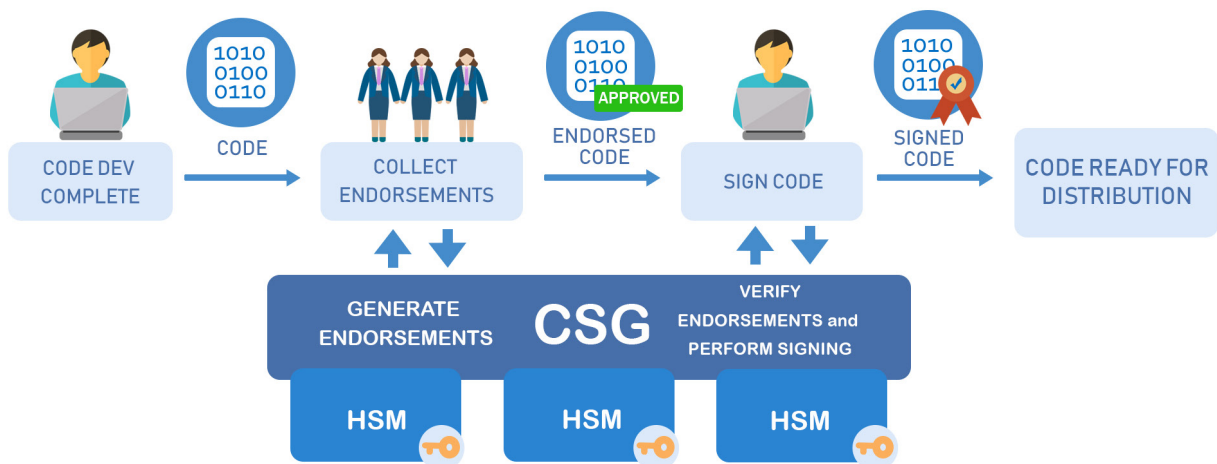 1010
0100
0110
CODE
CODE DEV
COMPLETE
COLLECT
ENDORSEMENTS
1010
0100
0110
APPROVED
ENDORSED
CODE
SIGN CODE
1010
0100
011
SIGNED
CODE
CODE READY FOR
DISTRIBUTION
GENERATE
ENDORSEMENTS
CSG
VERIFY
ENDORSEMENTS and
PERFORM SIGNING
HSM
HSM
HSM